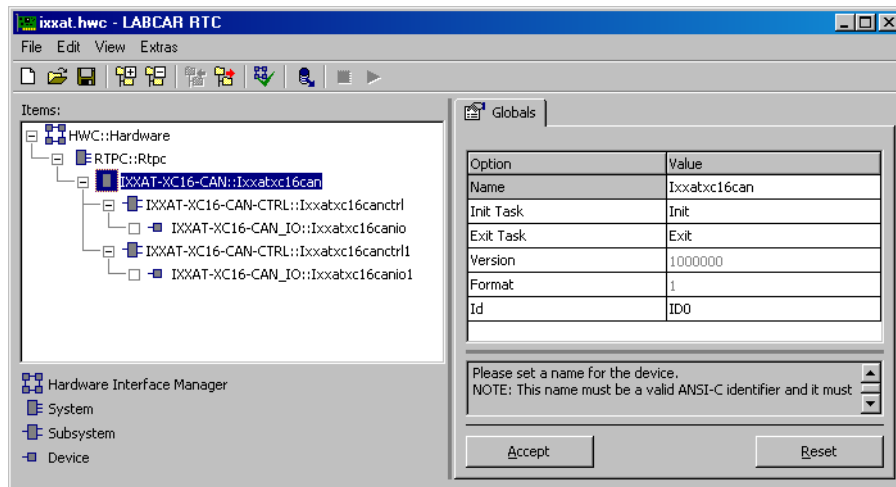 ixxat.hwc - LABCAR RTC
File Edit View Extras
Items:
HWC::Hardware
RTPC::Rtpc
IXXAT-XC16-CAN::Ixxatxc16can
IXXAT-XC16-CAN-CTRL::Ixxatxc16canctrl
IXXAT-XC16-CAN_IO::Ixxatxc16canio
IXXAT-XC16-CAN-CTRL::Ixxatxc16canctrl1
IXXAT-XC16-CAN_IO::Ixxatxc16canio1
Hardware Interface Manager
System
Subsystem
Device
Globals
Option Value
Name Ixxatxc16can
Init Task Init
Exit Task Exit
Version 1000000
Format 1
Id ID0
Please set a name for the device.
NOTE: This name must be a valid ANSI-C identifier and it must
Accept Reset